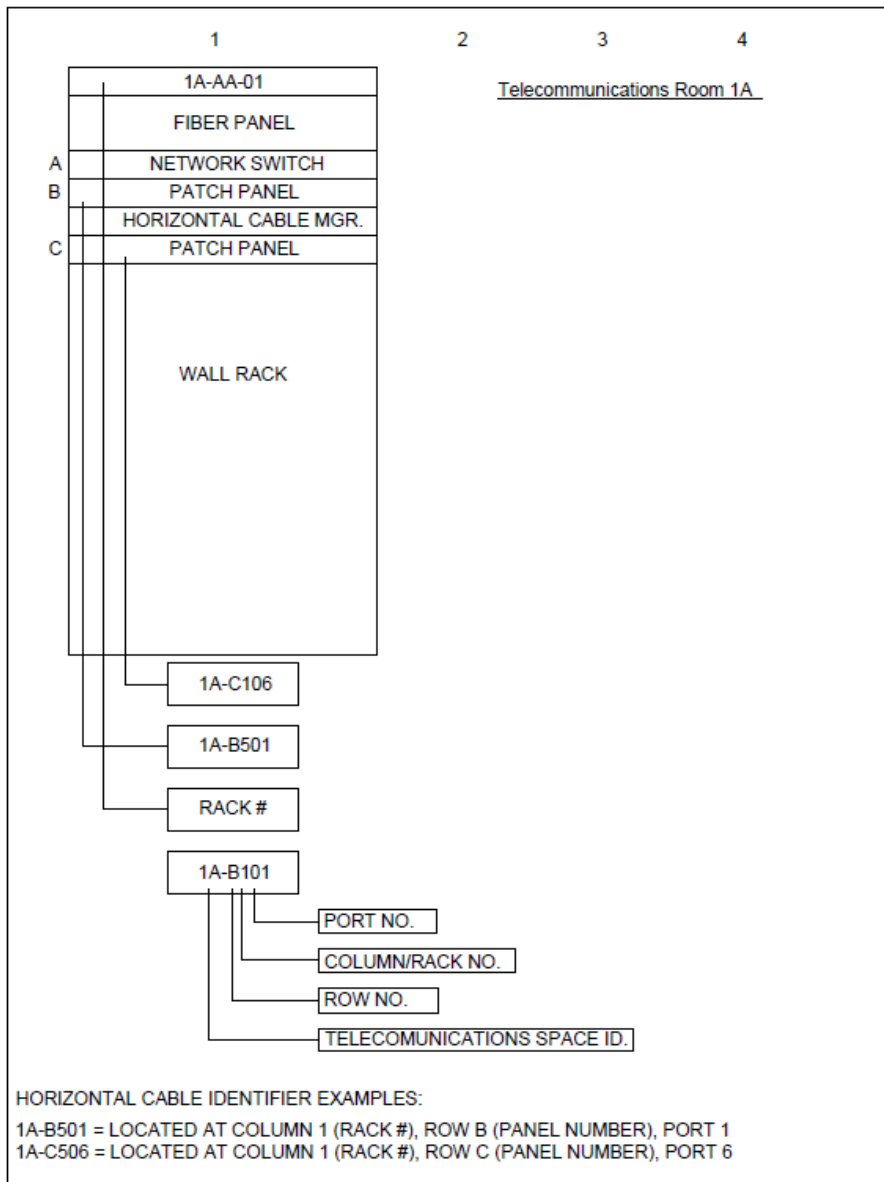 1 2 3 4
1A-AA-01
Telecommunications Room 1A
FIBER PANEL
A NETWORK SWITCH
B PATCH PANEL
HORIZONTAL CABLE MGR.
C PATCH PANEL
WALL RACK
1A-C106
1A-B501
RACK #
1A-B101
PORT NO.
COLUMN/RACK NO.
ROW NO.
TELECOMUNICATIONS SPACE ID.
HORIZONTAL CABLE IDENTIFIER EXAMPLES:
1A-B501 = LOCATED AT COLUMN 1 (RACK #), ROW B (PANEL NUMBER), PORT 1
1A-C506 = LOCATED AT COLUMN 1 (RACK #), ROW C (PANEL NUMBER), PORT 6